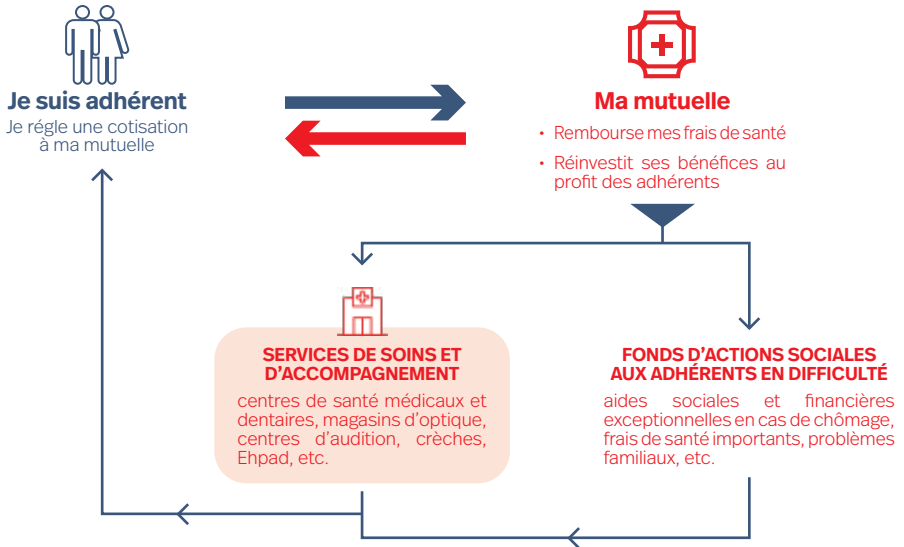 Je suis adhérent
Je régle une cotisation
à ma mutuelle
Ma mutuelle
• Rembourse mes frais de santé
• Réinvestit ses bénéfices au
profit des adhérents
SERVICES DE SOINS ET
D'ACCOMPAGNEMENT
centres de santé médicaux et
dentaires, magasins d'optique,
centres d'audition, crèches,
Ehpad, etc.
FONDS D'ACTIONS SOCIALES
AUX ADHÉRENTS EN DIFFICULTÉ
aides sociales et financières
exceptionnelles en cas de chômage,
frais de santé importants, problèmes
familiaux, etc.